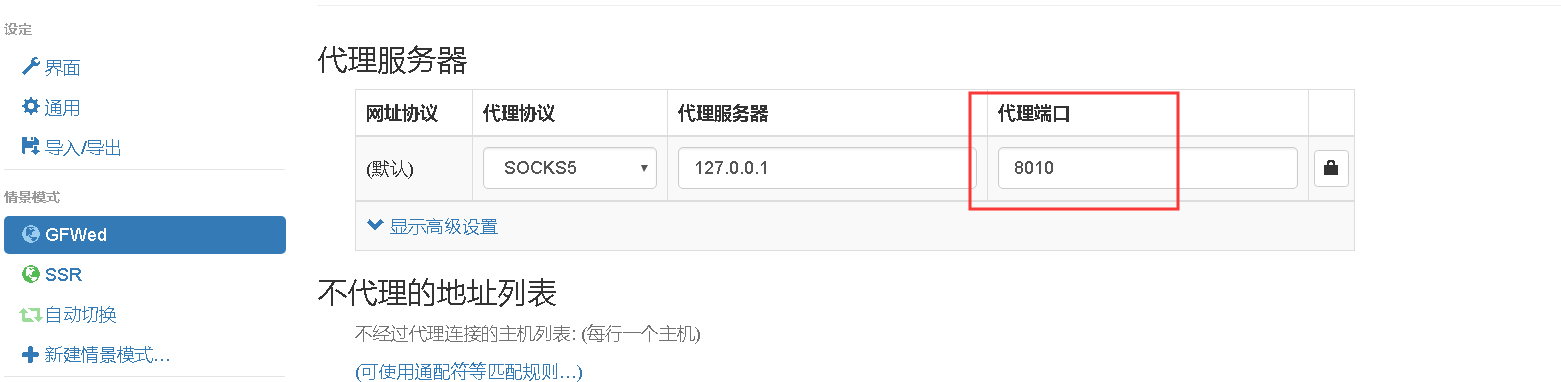 设定
界面
通用
导入/导出
情景模式
GFWed
SSR
自动切换
新建情景模式...
代理服务器
网址协议 代理协议 代理服务器 代理端口
(默认) SOCKS5 127.0.0.1 8010
显示高级设置
不代理的地址列表
不经过代理连接的主机列表: (每行一个主机)
(可使用通配符等匹配规则...)